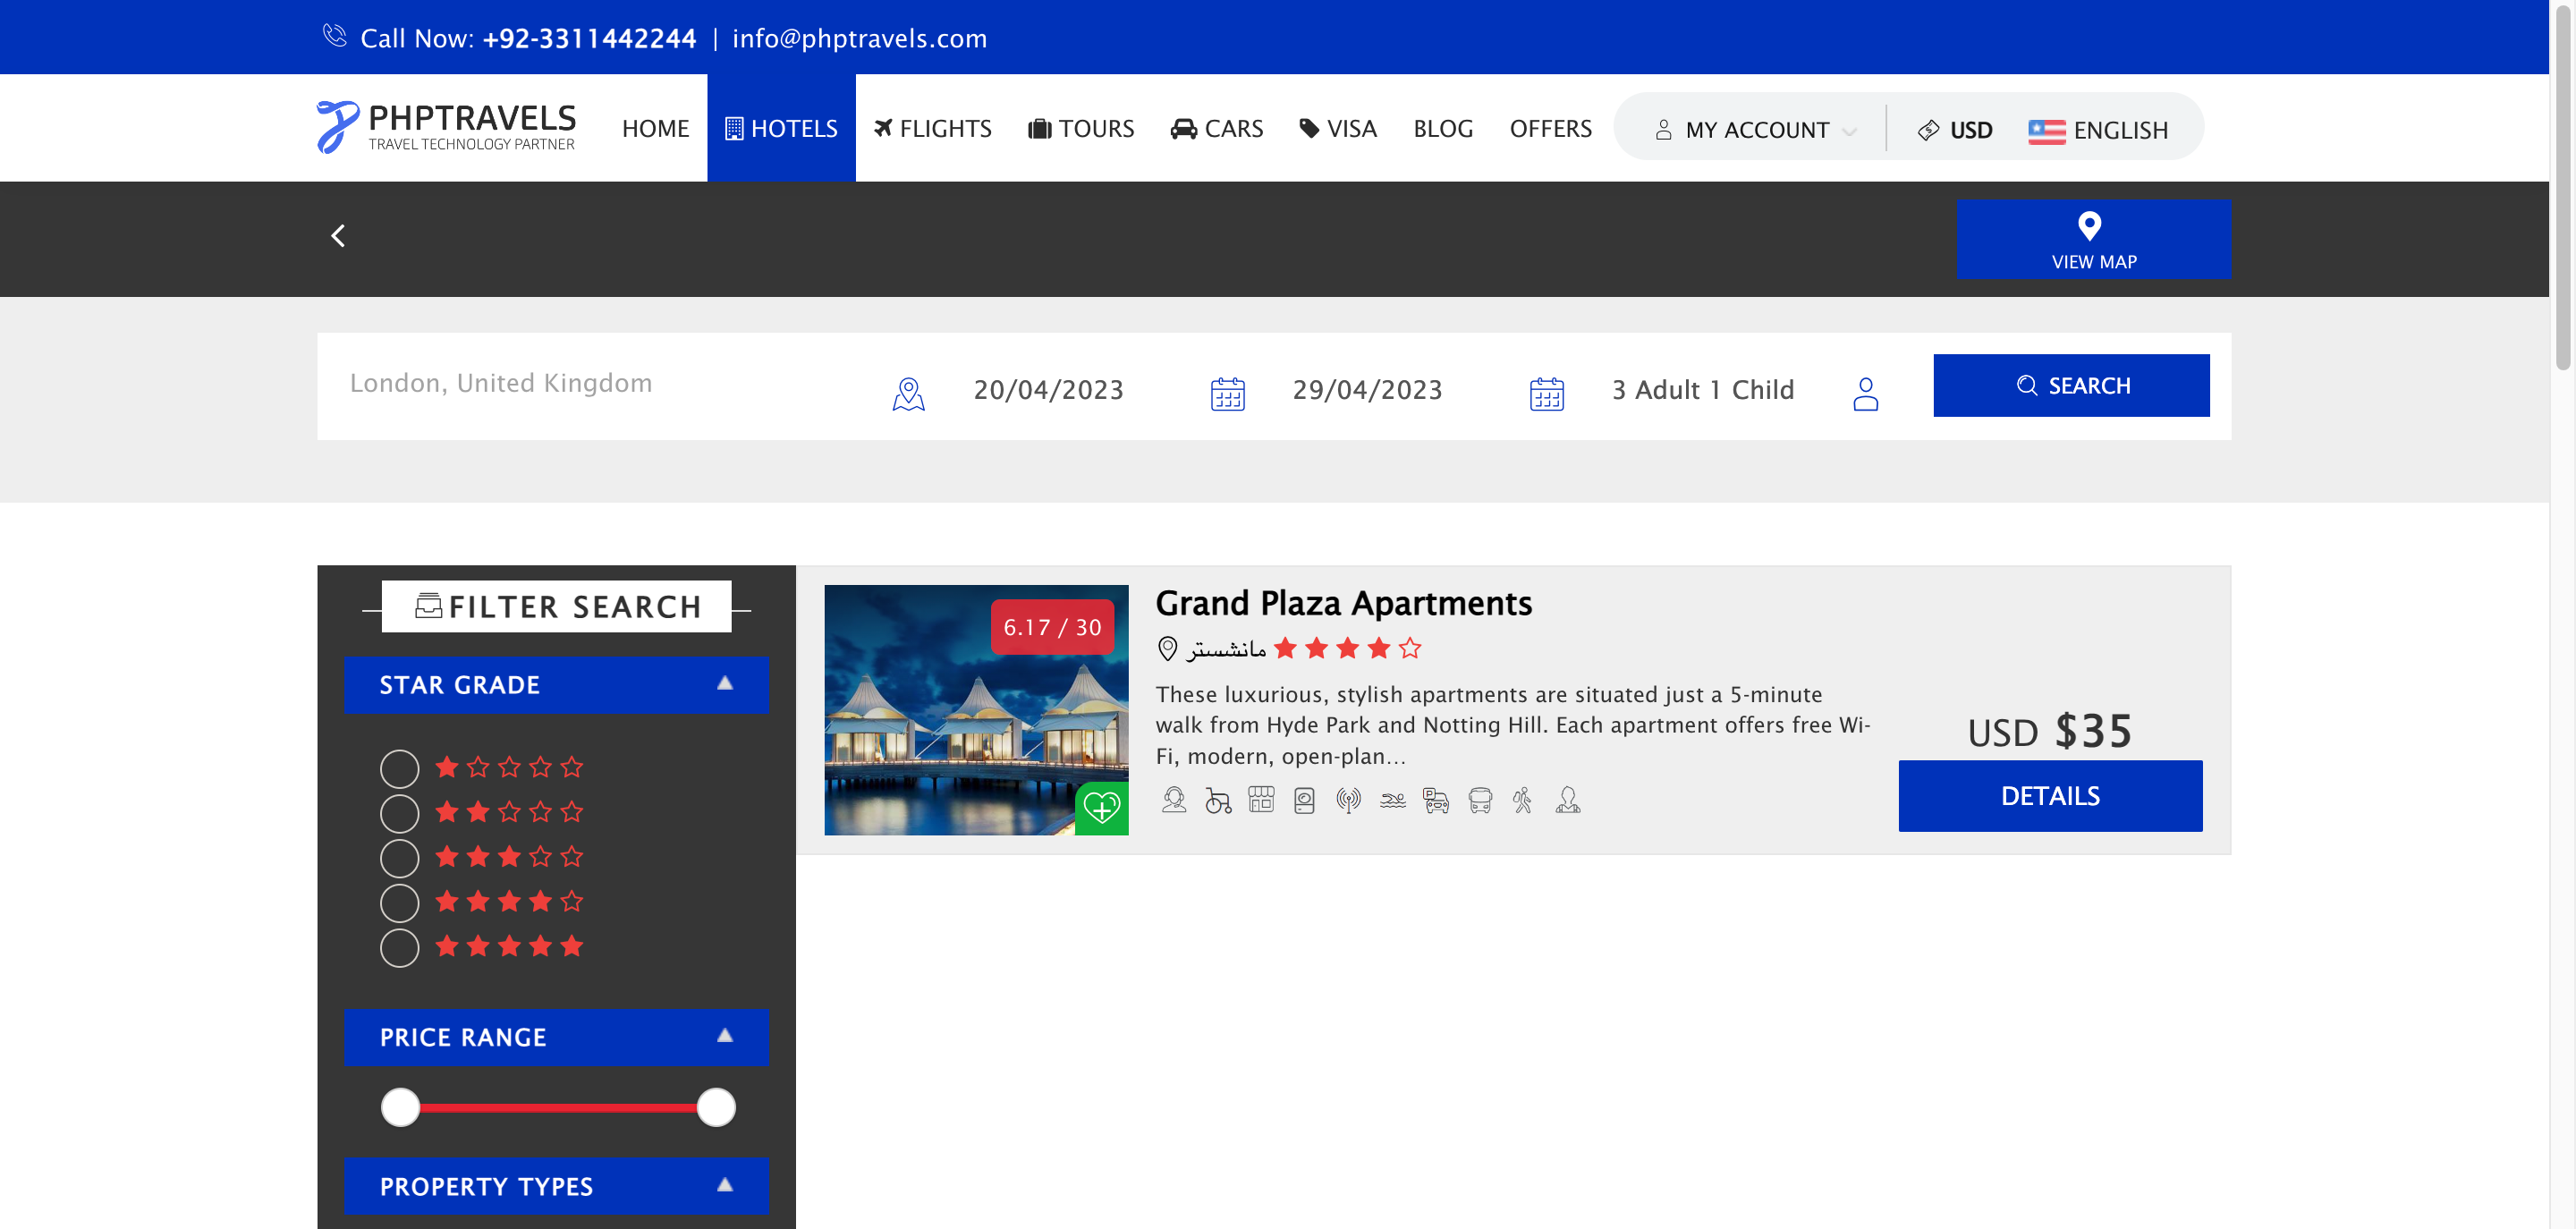 Call Now: +92-3311442244 | info@phptravels.com
PHPTRAVELS
TRAVEL TECHNOLOGY PARTNER
HOME HOTELS FLIGHTS TOURS CARS VISA BLOG OFFERS MY ACCOUNT USD ENGLISH
VIEW MAP
London, United Kingdom 20/04/2023 29/04/2023 3 Adult 1 Child SEARCH
FILTER SEARCH
STAR GRADE
PRICE RANGE
PROPERTY TYPES
6.17 / 30
Grand Plaza Apartments
مانشستر
These luxurious, stylish apartments are situated just a 5-minute
walk from Hyde Park and Notting Hill. Each apartment offers free Wi-
Fi, modern, open-plan...
USD $35
DETAILS